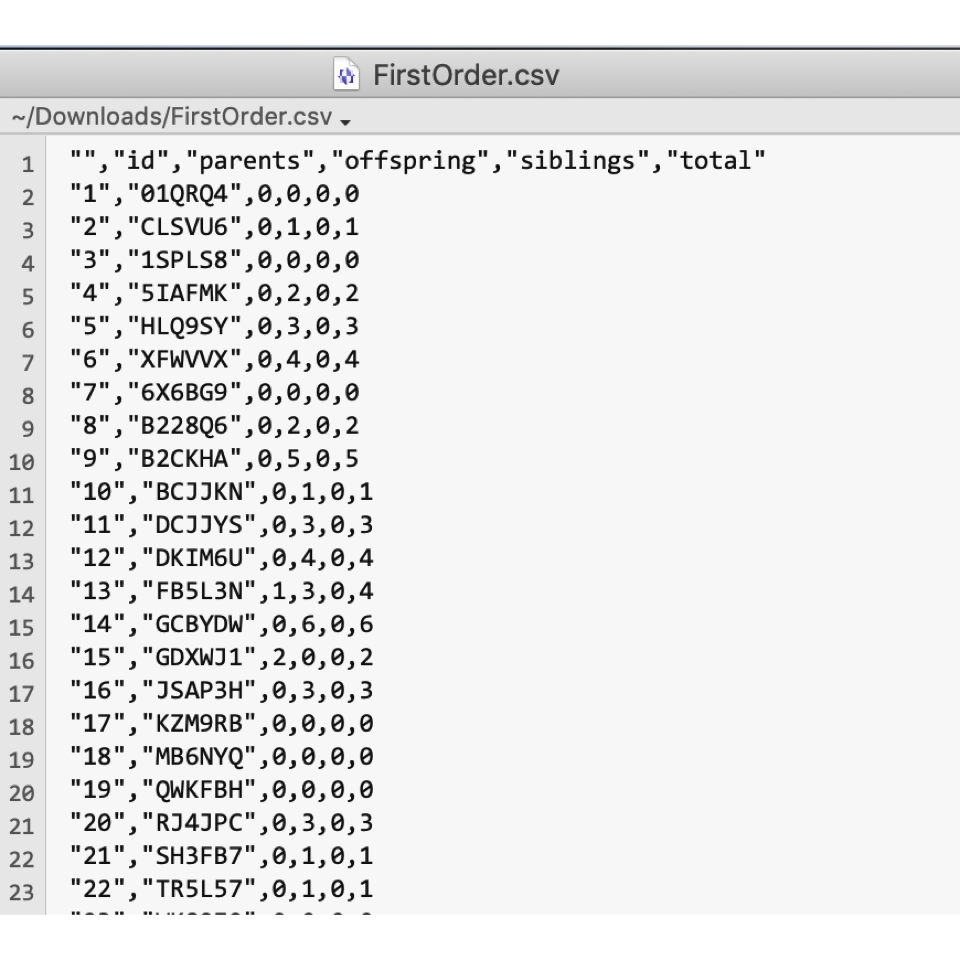 FirstOrder.csv
~/Downloads/FirstOrder.csv
1 "","id","parents","offspring","siblings","total"
2 "1","01QRQ4",0,0,0,0
3 "2","CLSVU6",0,1,0,1
4 "3","1SPLS8",0,0,0,0
5 "4","5IAFMK",0,2,0,2
6 "5","HLQ9SY",0,3,0,3
7 "6","XFWVVX",0,4,0,4
8 "7","6X6BG9",0,0,0,0
9 "8","B228Q6",0,2,0,2
10 "9","B2CKHA",0,5,0,5
11 "10","BCJJKN",0,1,0,1
12 "11","DCJJYS",0,3,0,3
13 "12","DKIM6U",0,4,0,4
14 "13","FB5L3N",1,3,0,4
15 "14","GCBYDW",0,6,0,6
16 "15","GDXWJ1",2,0,0,2
17 "16","JSAP3H",0,3,0,3
18 "17","KZM9RB",0,0,0,0
19 "18","MB6NYQ",0,0,0,0
20 "19","QWKFBH",0,0,0,0
21 "20","RJ4JPC",0,3,0,3
22 "21","SH3FB7",0,1,0,1
23 "22","TR5L57",0,1,0,1